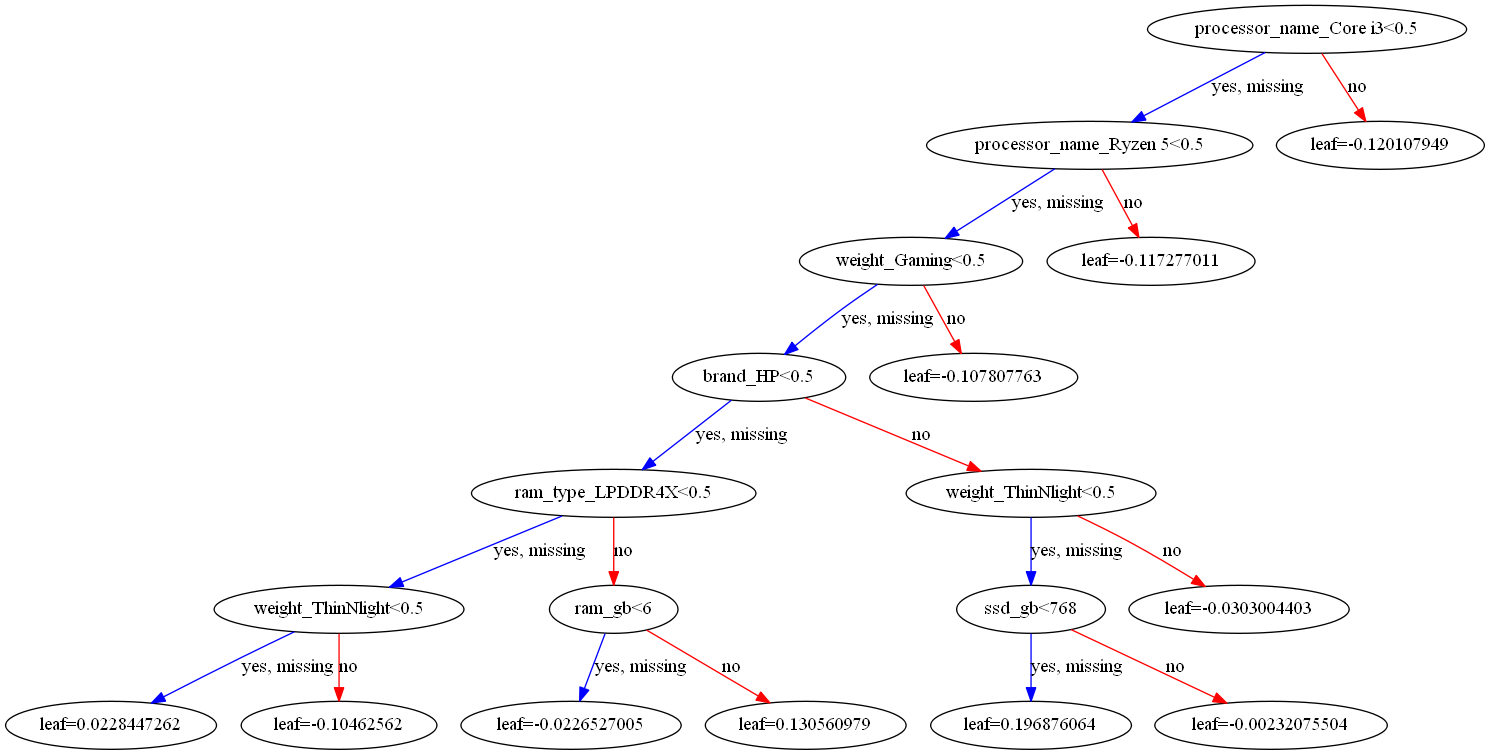 processor_name_Core i3<0.5
yes, missing
no
processor_name_Ryzen 5<0.5
leaf=-0.120107949
yes, missing
no
weight_Gaming<0.5
leaf=-0.117277011
yes, missing
no
brand_HP<0.5
leaf=-0.107807763
yes, missing
no
ram_type_LPDDR4X<0.5
weight_ThinNlight<0.5
yes, missing
no
yes, missing
no
weight_ThinNlight<0.5
ram_gb<6
ssd_gb<768
leaf=-0.0303004403
yes, missing
no
yes, missing
no
yes, missing
no
leaf=0.0228447262
leaf=-0.10462562
leaf=-0.0226527005
leaf=0.130560979
leaf=0.196876064
leaf=-0.00232075504